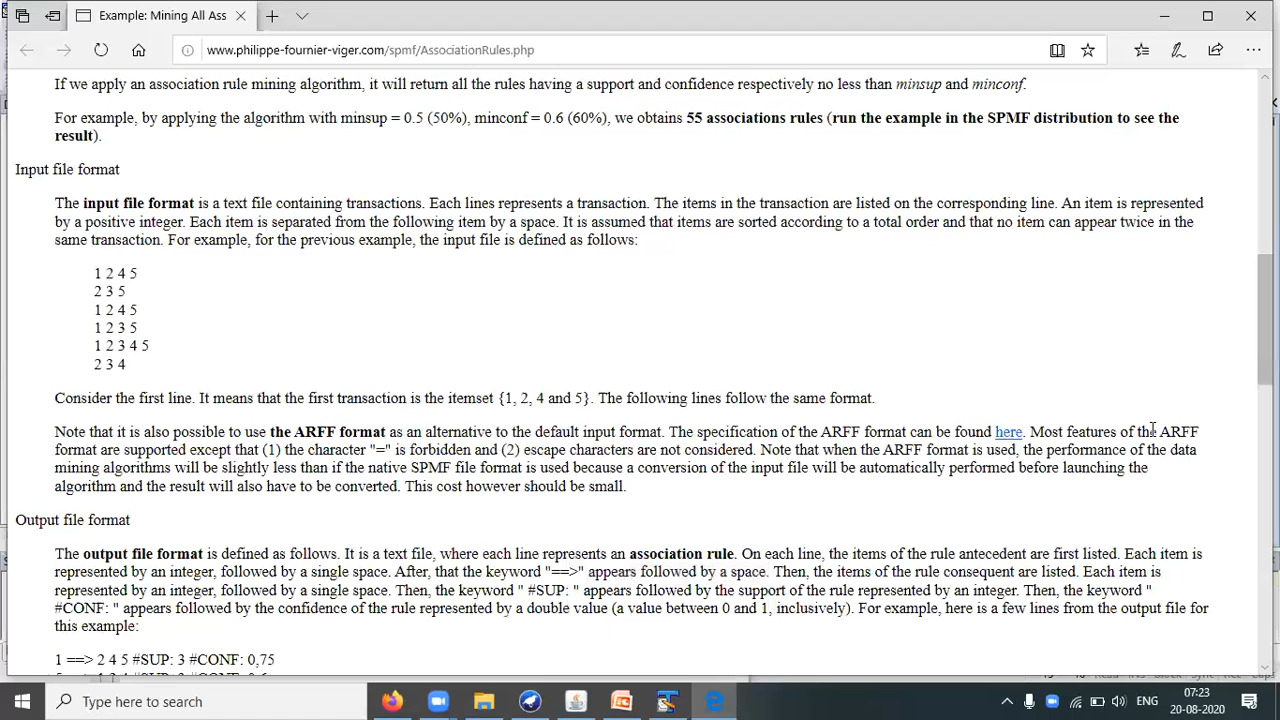 Example: Mining All Ass
www.philippe-fournier-viger.com/spmf/AssociationRules.php
If we apply an association rule mining algorithm, it will return all the rules having a support and confidence respectively no less than minsup and minconf.
For example, by applying the algorithm with minsup = 0.5 (50%), minconf = 0.6 (60%), we obtains 55 associations rules (run the example in the SPMF distribution to see the
result).
Input file format
The input file format is a text file containing transactions. Each lines represents a transaction. The items in the transaction are listed on the corresponding line. An item is represented
by a positive integer. Each item is separated from the following item by a space. It is assumed that items are sorted according to a total order and that no item can appear twice in the
same transaction. For example, for the previous example, the input file is defined as follows:
1 2 4 5
2 3 5
1 2 4 5
1 2 3 5
1 2 3 4 5
2 3 4
Consider the first line. It means that the first transaction is the itemset {1, 2, 4 and 5}. The following lines follow the same format.
Note that it is also possible to use the ARFF format as an alternative to the default input format. The specification of the ARFF format can be found here. Most features of the ARFF
format are supported except that (1) the character "=" is forbidden and (2) escape characters are not considered. Note that when the ARFF format is used, the performance of the data
mining algorithms will be slightly less than if the native SPMF file format is used because a conversion of the input file will be automatically performed before launching the
algorithm and the result will also have to be converted. This cost however should be small.
Output file format
The output file format is defined as follows. It is a text file, where each line represents an association rule. On each line, the items of the rule antecedent are first listed. Each item is
represented by an integer, followed by a single space. After, that the keyword "==>" appears followed by a space. Then, the items of the rule consequent are listed. Each item is
represented by an integer, followed by a single space. Then, the keyword " #SUP: " appears followed by the support of the rule represented by an integer. Then, the keyword "
#CONF: " appears followed by the confidence of the rule represented by a double value (a value between 0 and 1, inclusively). For example, here is a few lines from the output file for
this example:
1 ==> 2 4 5 #SUP: 3 #CONF: 0,75
Type here to search
ENG
07:23
20-08-2020